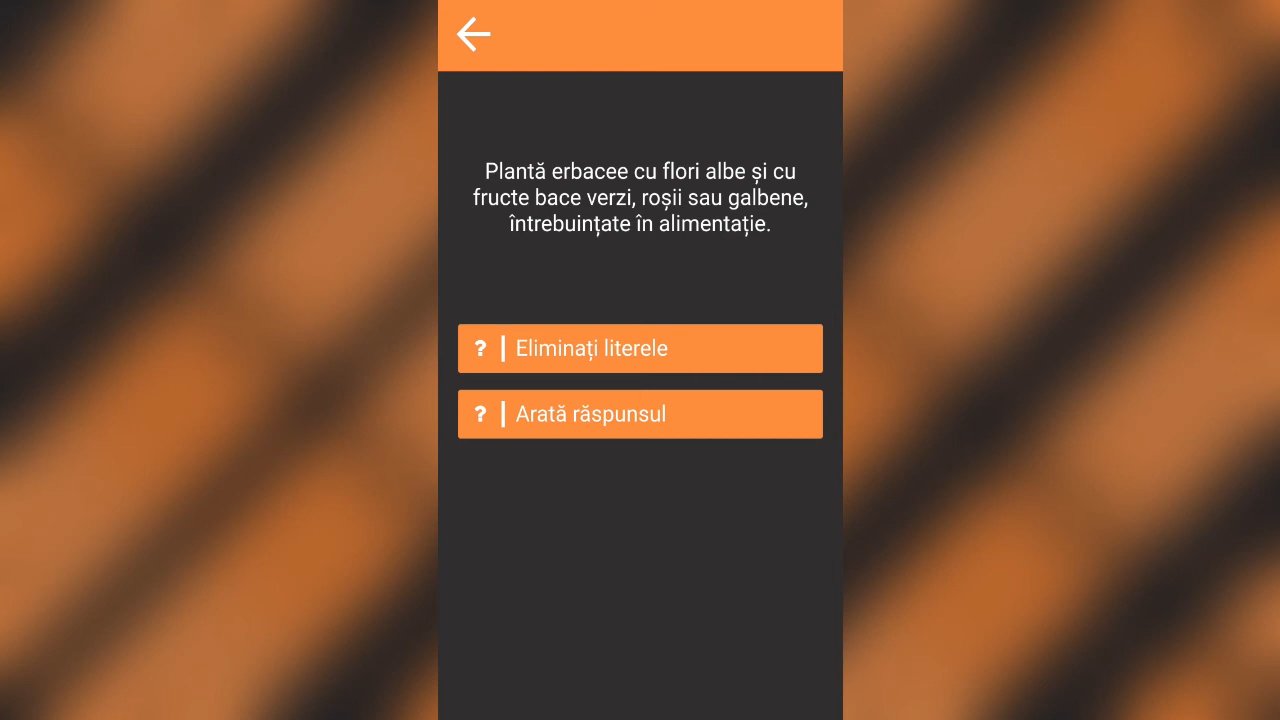 Plantă erbacee cu flori albe și cu
fructe bace verzi, roșii sau galbene,
întrebuințate în alimentație.
? | Eliminați literele
? | Arată răspunsul